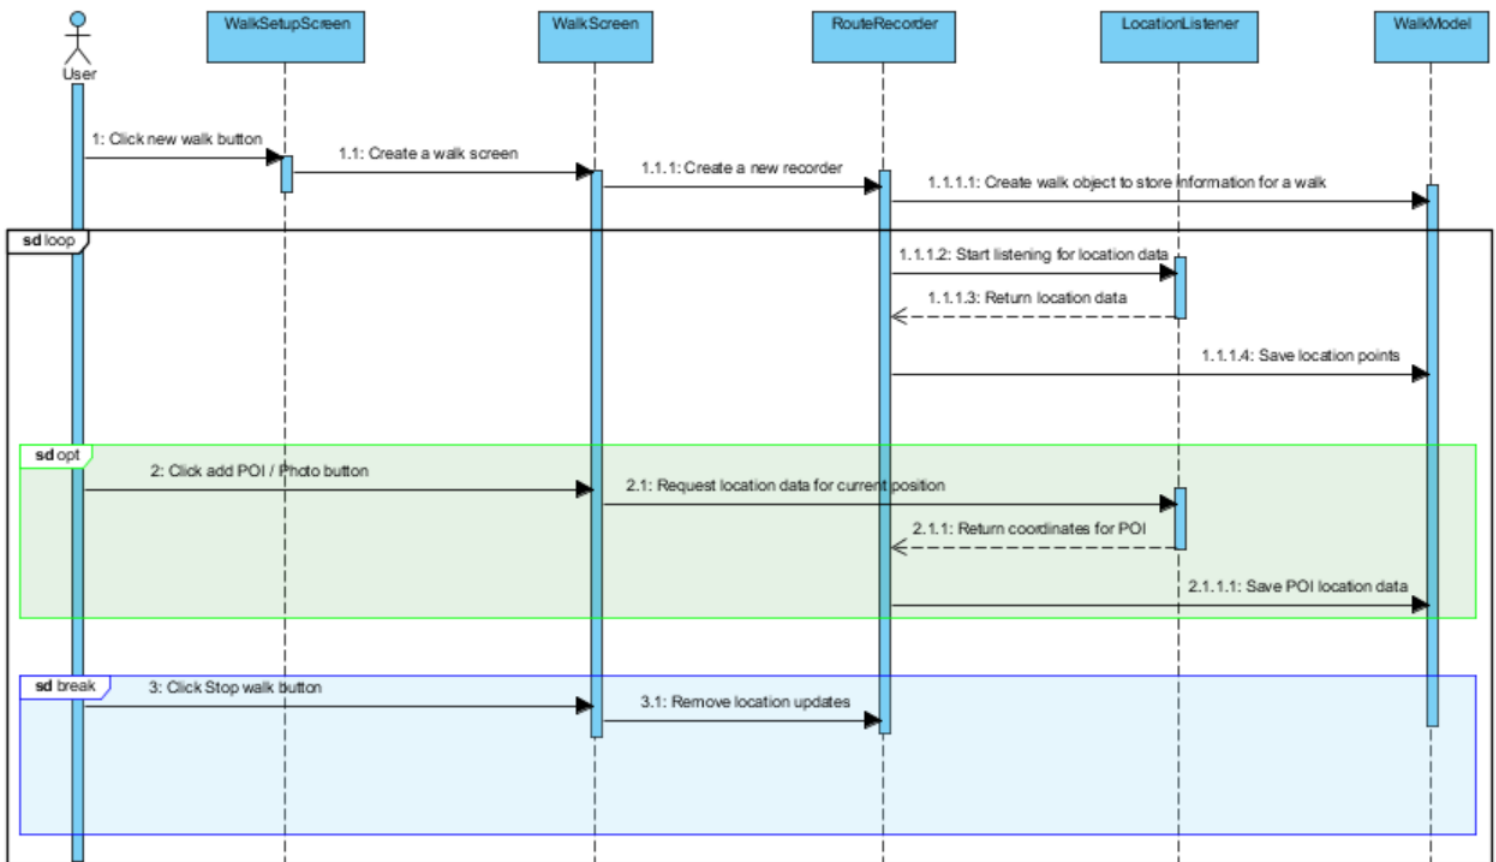 WalkSetupScreen
WalkScreen
RouteRecorder
LocationListener
WalkModel
User
1: Click new walk button
1.1: Create a walk screen
1.1.1: Create a new recorder
1.1.1.1: Create walk object to store information for a walk
sd loop
1.1.1.2: Start listening for location data
1.1.1.3: Return location data
1.1.1.4: Save location points
sd opt
2: Click add POI / Photo button
2.1: Request location data for current position
2.1.1: Return coordinates for POI
2.1.1.1: Save POI location data
sd break
3: Click Stop walk button
3.1: Remove location updates